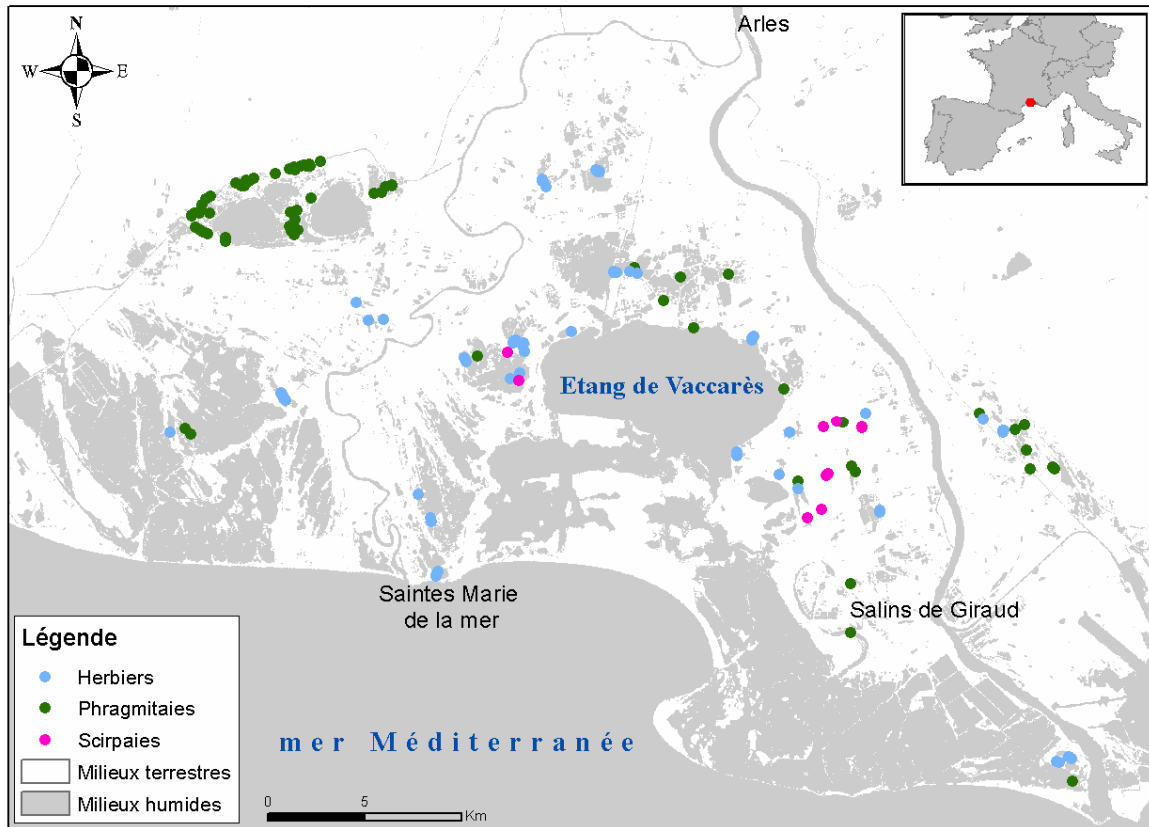 Arles
N
W E
S
Etang de Vaccarès
Saintes Marie
de la mer
Salins de Giraud
mer Méditerranée
Légende
Herbiers
Phragmitaies
Scirpaies
Milieux terrestres
Milieux humides
0 5
Km